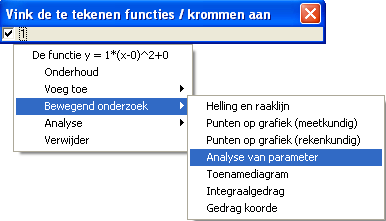 Vink de te tekenen functies / krommen aan
1
De functie y = 1*(x-0)^2+0
Onderhoud
Voeg toe
Bewegend onderzoek
Analyse
Verwijder
Helling en raaklijn
Punten op grafiek (meetkundig)
Punten op grafiek (rekenkundig)
Analyse van parameter
Toenamediagram
Integraalgedrag
Gedrag koorde